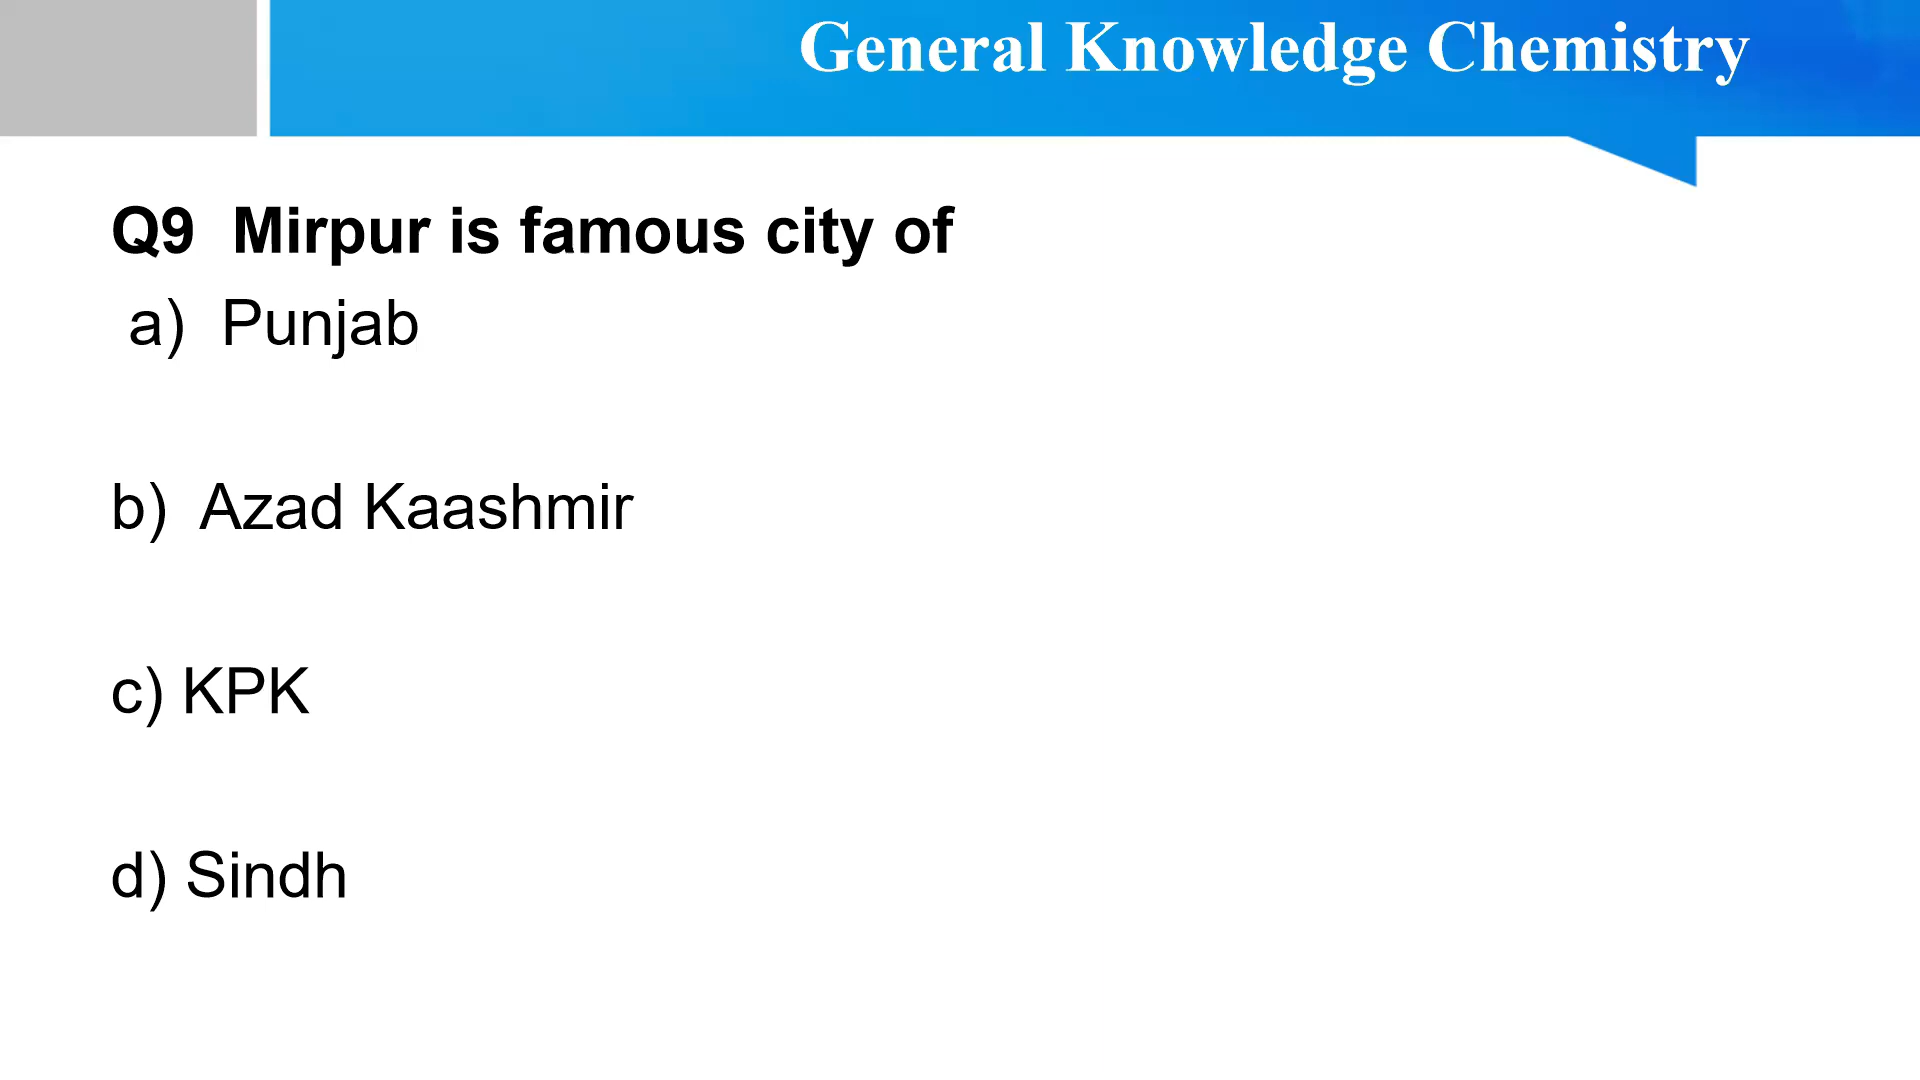 General Knowledge Chemistry
Q9  Mirpur is famous city of
a)  Punjab
b)  Azad Kaashmir
c) KPK
d) Sindh